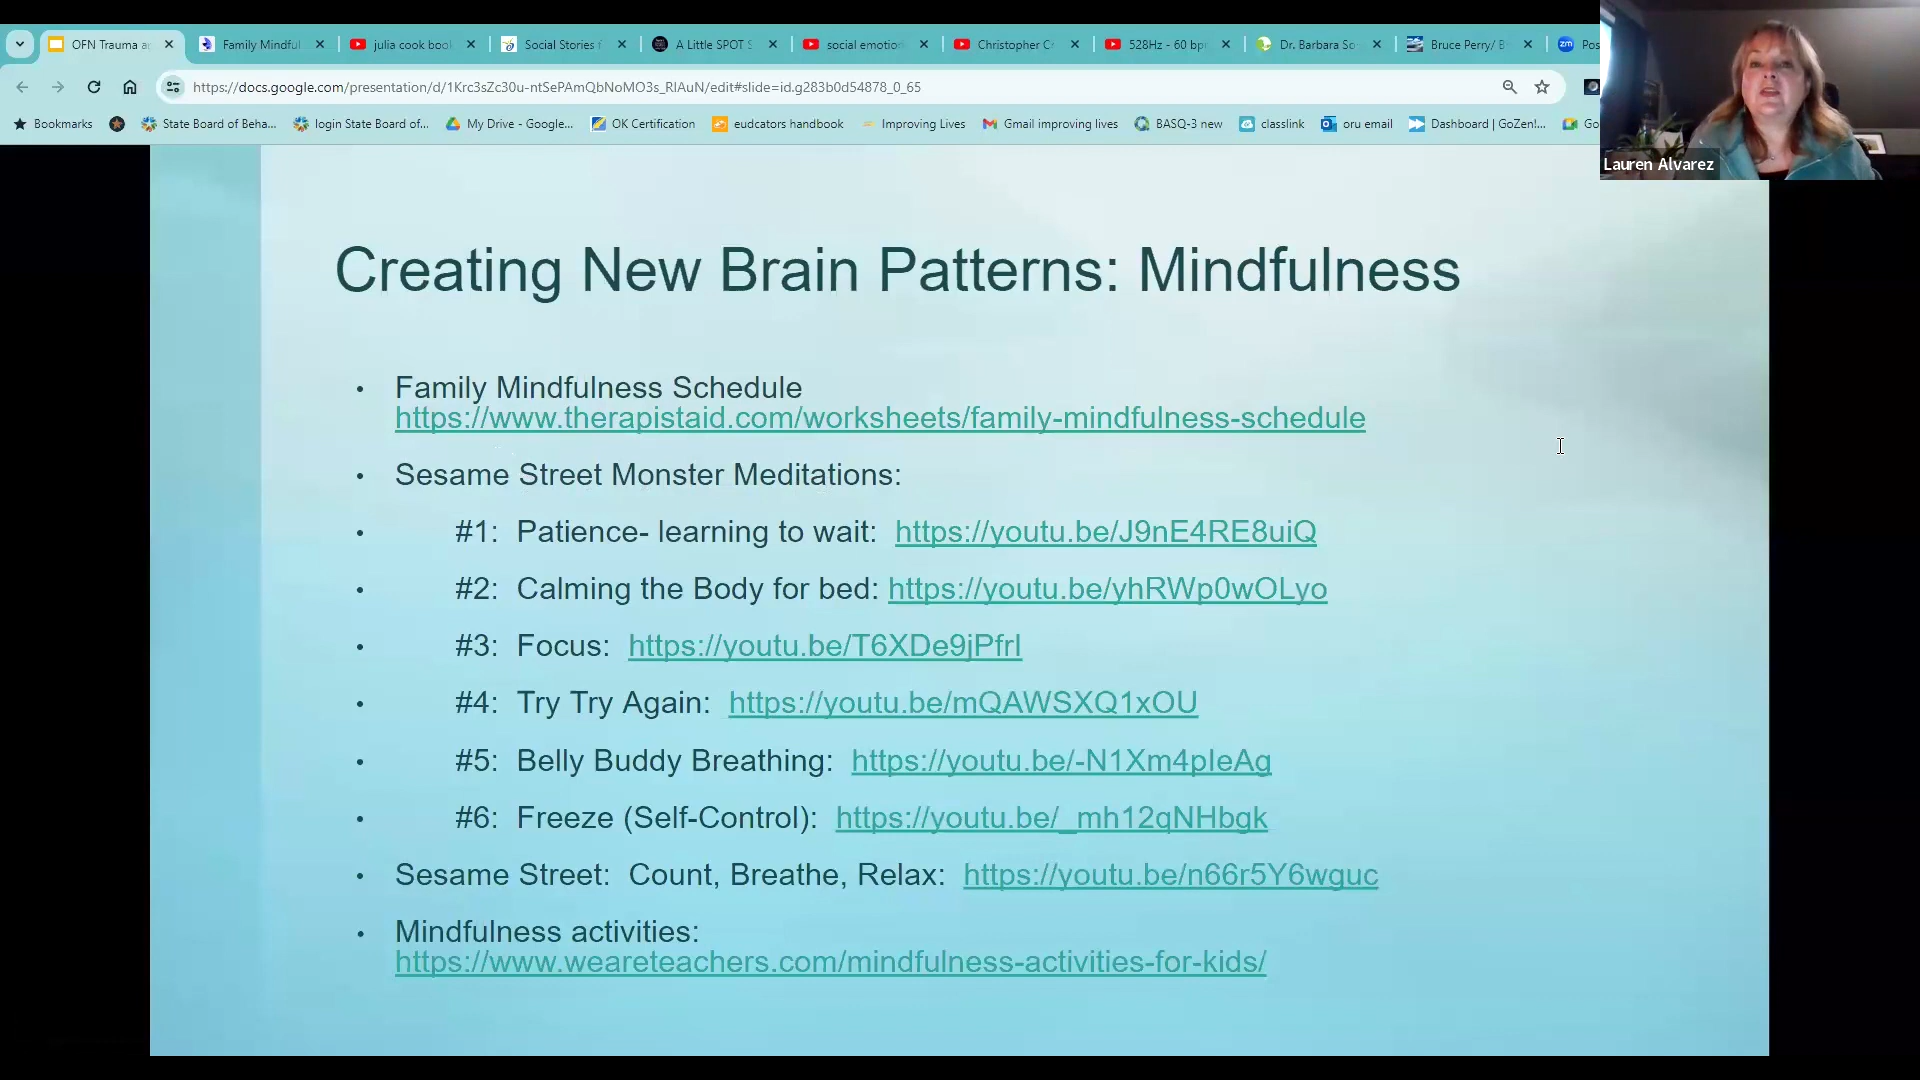 OFN Trauma a
Family Mindful
julia cook boo
Social Stories f
A Little SPOT S
social emotion
Christopher C
528Hz - 60 bp
Dr. Barbara So
Bruce Perry/ B
Pos
https://docs.google.com/presentation/d/1Krc3sZc30u-ntSePAmQbNoMO3s_RlAuN/edit#slide=id.g283b0d54878_0_65
Bookmarks
State Board of Beha...
login State Board of...
My Drive - Google...
OK Certification
eudcators handbook
Improving Lives
Gmail improving lives
BASQ-3 new
classlink
oru email
Dashboard | GoZen!...
Go
Lauren Alvarez
Creating New Brain Patterns: Mindfulness
• Family Mindfulness Schedule
https://www.therapistaid.com/worksheets/family-mindfulness-schedule
• Sesame Street Monster Meditations:
• #1: Patience- learning to wait: https://youtu.be/J9nE4RE8uiQ
• #2: Calming the Body for bed: https://youtu.be/yhRWp0wOLyo
• #3: Focus: https://youtu.be/T6XDe9jPfrI
• #4: Try Try Again: https://youtu.be/mQAWSXQ1xOU
• #5: Belly Buddy Breathing: https://youtu.be/-N1Xm4pIeAg
• #6: Freeze (Self-Control): https://youtu.be/_mh12qNHbgk
• Sesame Street: Count, Breathe, Relax: https://youtu.be/n66r5Y6wguc
• Mindfulness activities:
https://www.weareteachers.com/mindfulness-activities-for-kids/